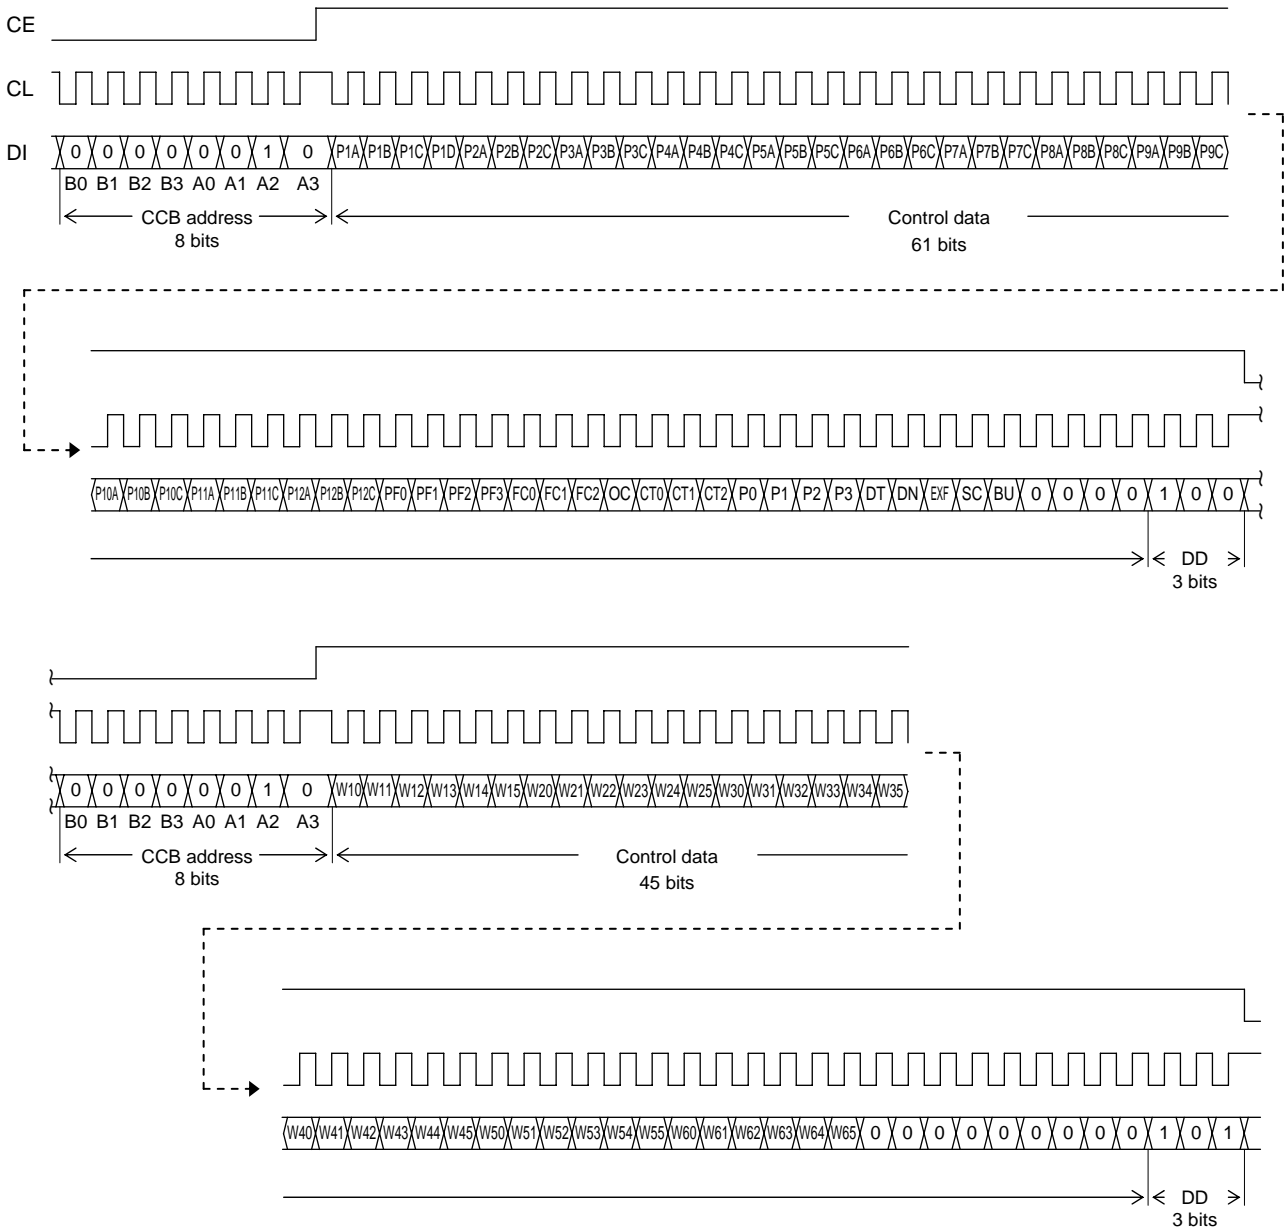 CE
CL
DI 0 0 0 0 0 0 1 0 P1A P1B P1C P1D P2A P2B P2C P3A P3B P3C P4A P4B P4C P5A P5B P5C P6A P6B P6C P7A P7B P7C P8A P8B P8C P9A P9B P9C
B0 B1 B2 B3 A0 A1 A2 A3
CCB address Control data
8 bits 61 bits
P10A P10B P10C P11A P11B P11C P12A P12B P12C PF0 PF1 PF2 PF3 FC0 FC1 FC2 OC CT0 CT1 CT2 P0 P1 P2 P3 DT DN EXF SC BU 0 0 0 0 1 0 0
DD
3 bits
0 0 0 0 0 0 1 0 W10 W11 W12 W13 W14 W15 W20 W21 W22 W23 W24 W25 W30 W31 W32 W33 W34 W35
B0 B1 B2 B3 A0 A1 A2 A3
CCB address Control data
8 bits 45 bits
W40 W41 W42 W43 W44 W45 W50 W51 W52 W53 W54 W55 W60 W61 W62 W63 W64 W65 0 0 0 0 0 0 0 0 0 1 0 1
DD
3 bits